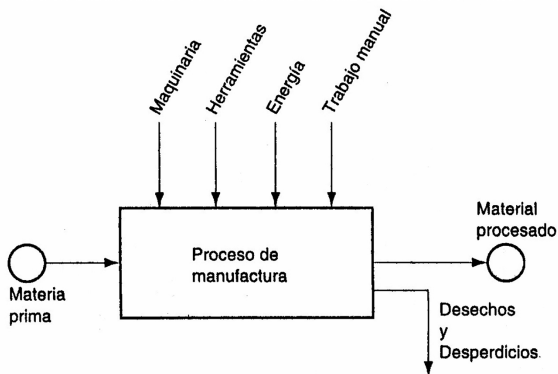 Maquinaria
Herramientas
Energía
Trabajo manual
Materia
prima
Proceso de
manufactura
Material
procesado
Desechos
y
Desperdicios.